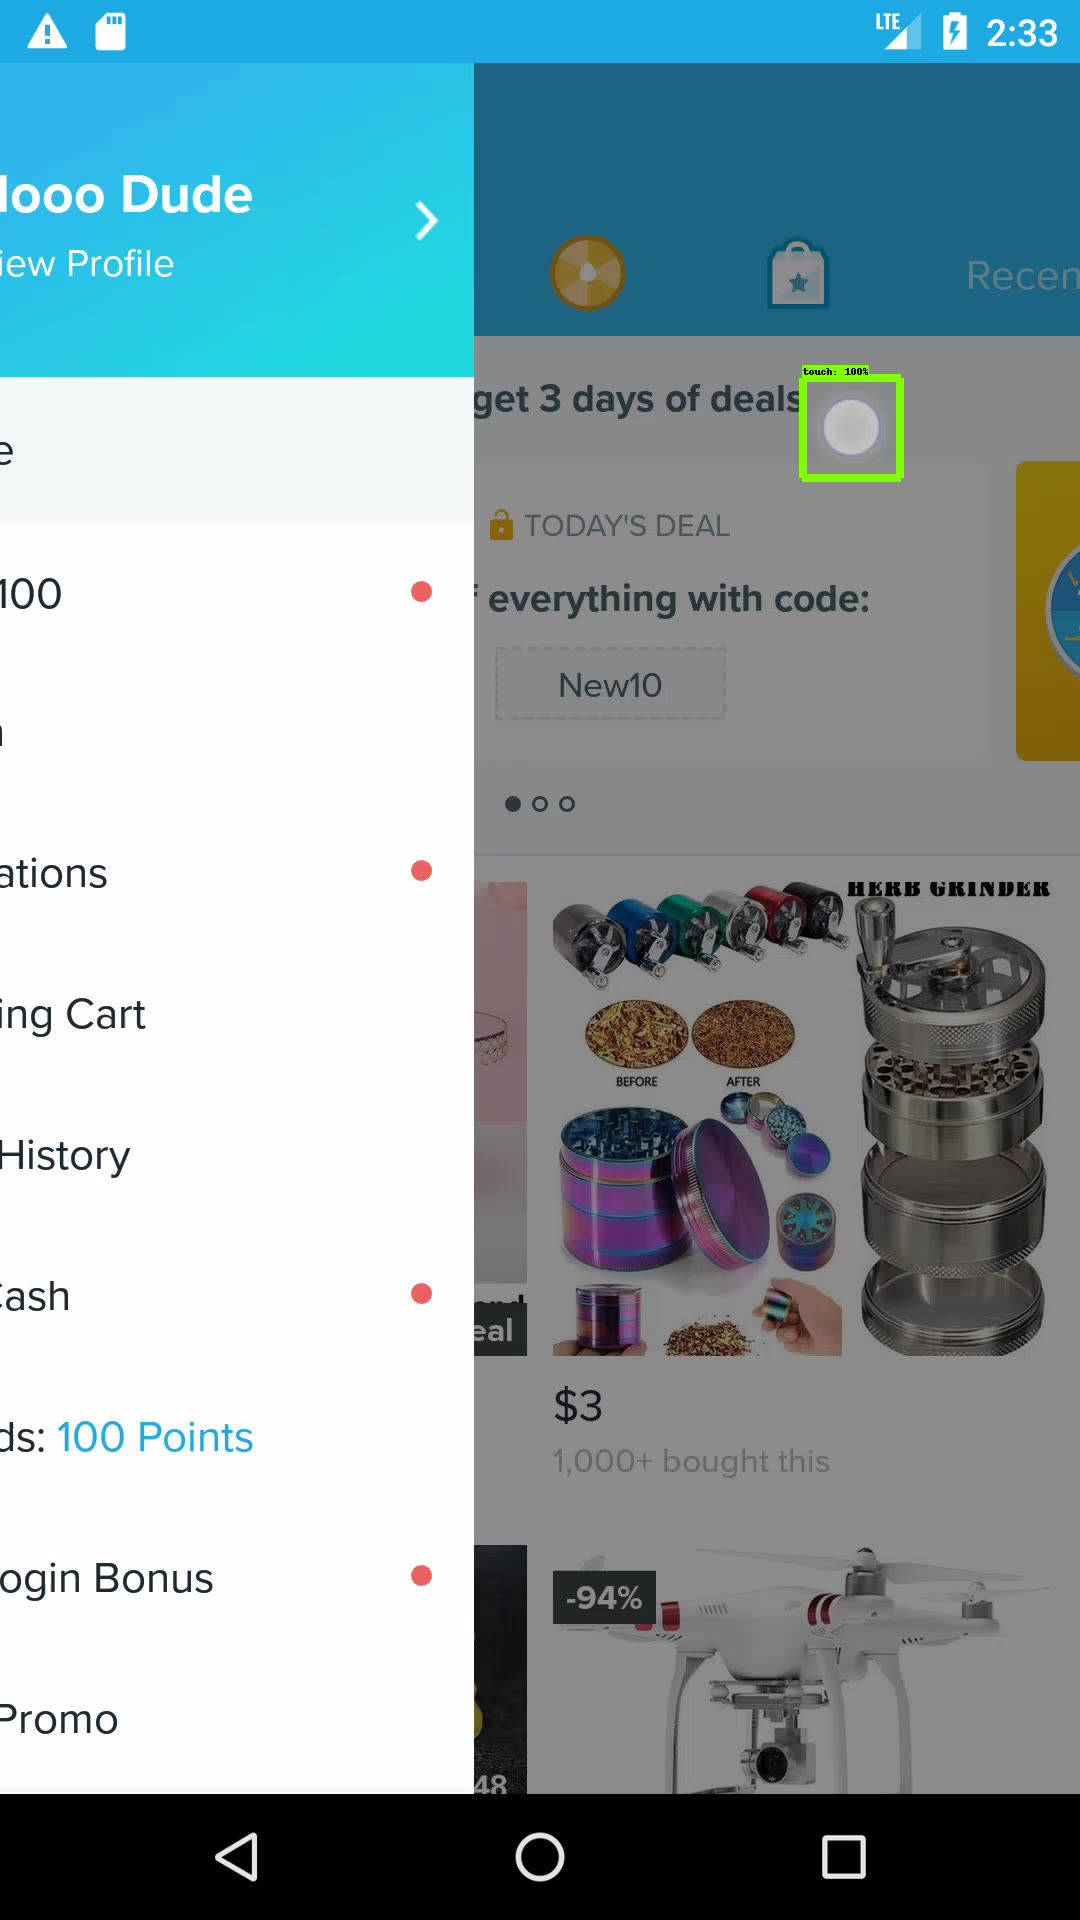 LTE 2:33
looo Dude
iew Profile
Recen
touch: 100%
get 3 days of deals
e
TODAY'S DEAL
100
everything with code:
New10
ations
HERB GRINDER
ing Cart
BEFORE AFTER
History
Cash
eal
$3
ds: 100 Points
1,000+ bought this
ogin Bonus
-94%
Promo
48